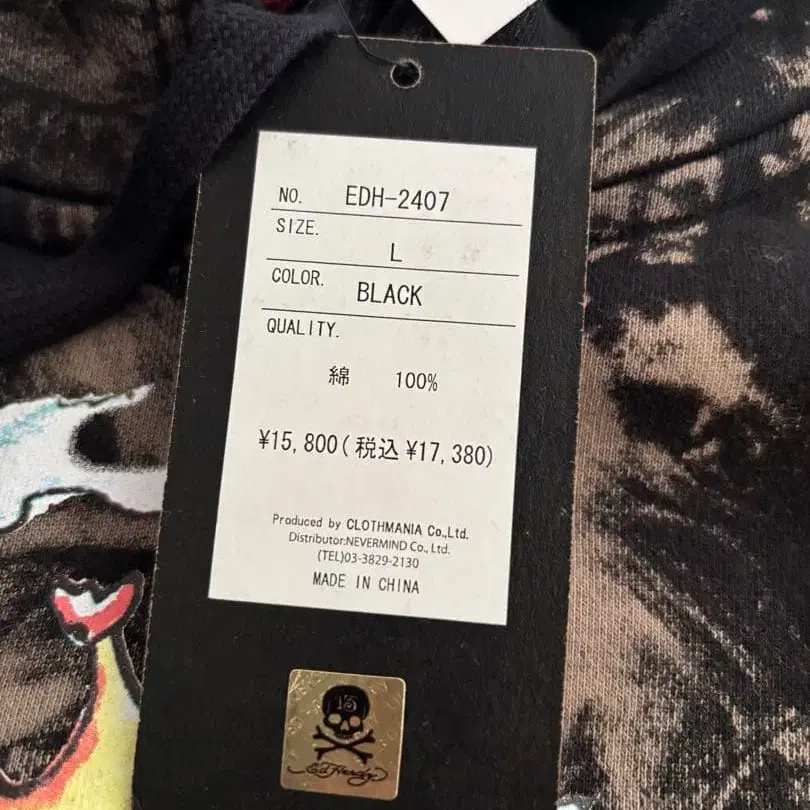 NO. EDH-2407
SIZE.
L
COLOR. BLACK
QUALITY.
綿 100%
¥15,800(税込¥17,380)
Produced by CLOTHMANIA Co.,Ltd.
Distributor:NEVERMIND Co., Ltd.
(TEL)03-3829-2130
MADE IN CHINA
13
Ed Hardy